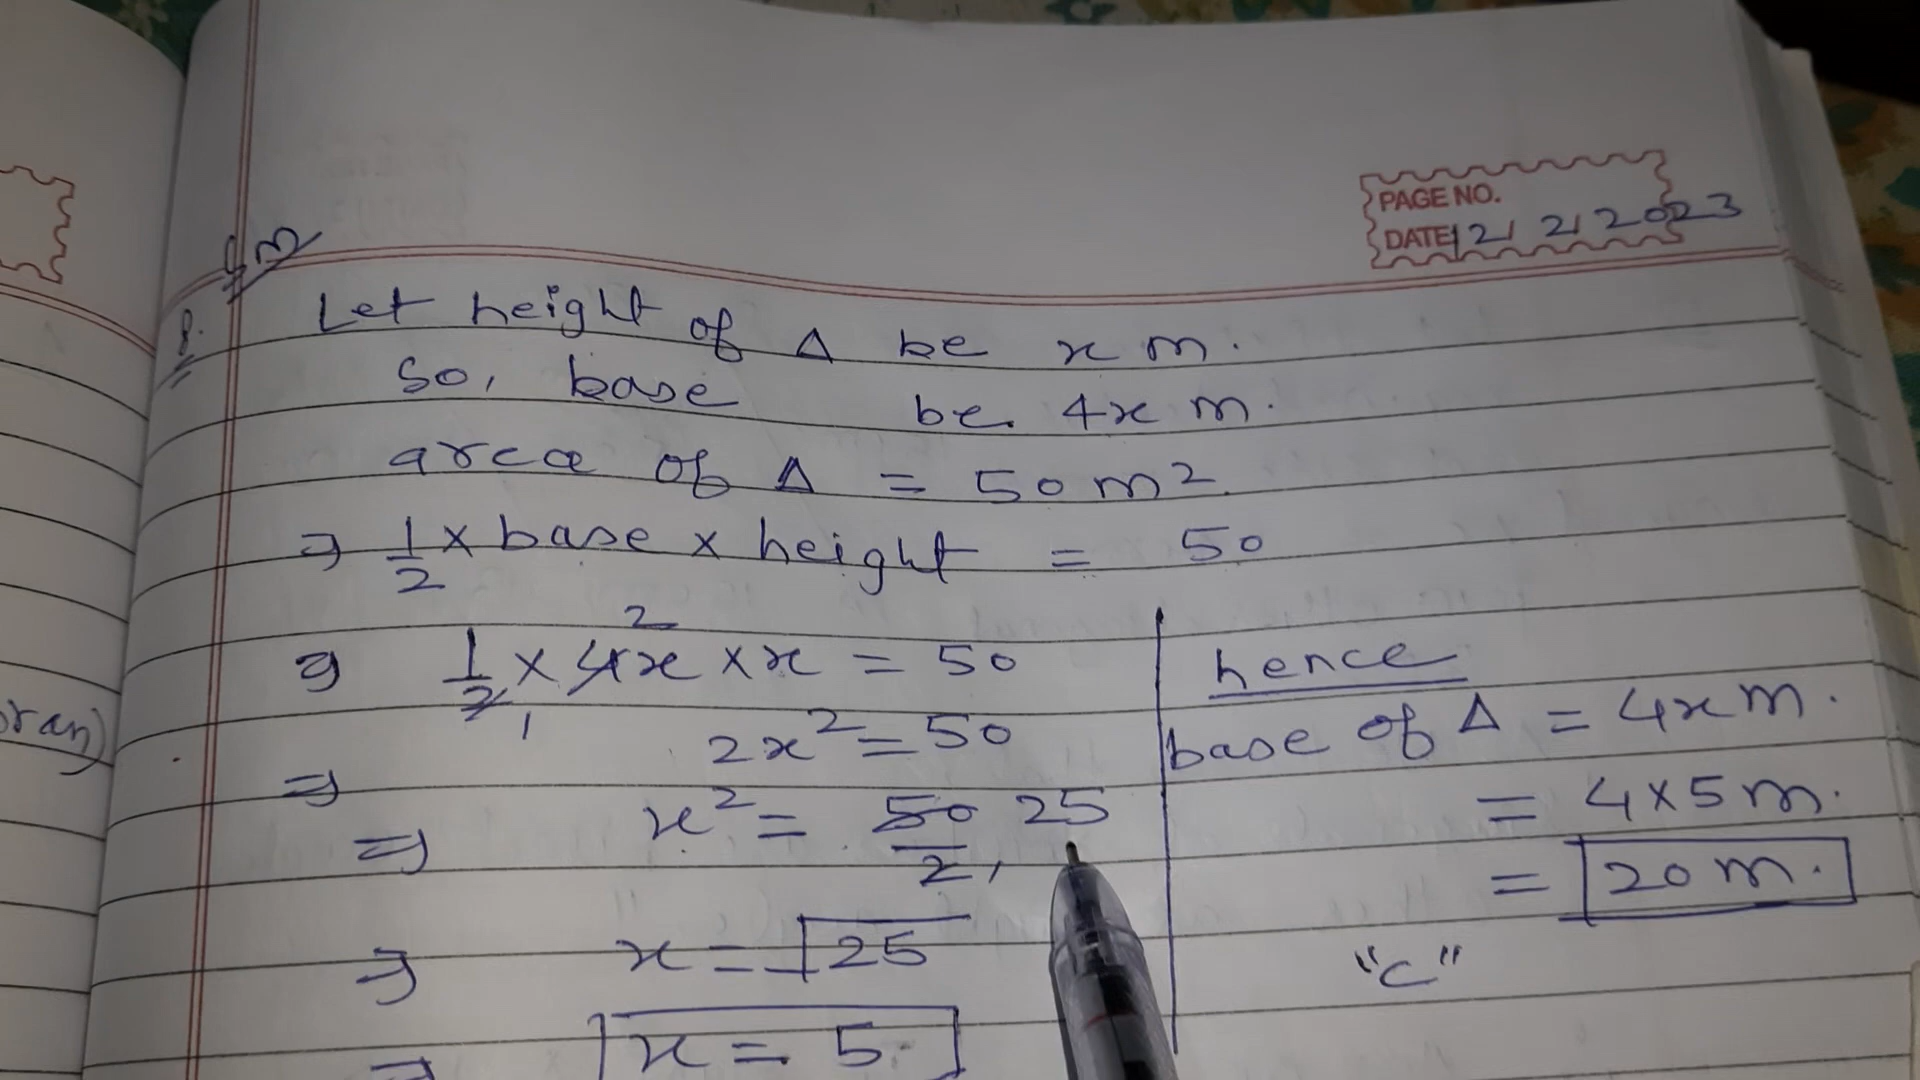 PAGE NO.
DATE 12/ 2/ 2023
8. Let height of Δ be x m.
So, base be 4x m.
area of Δ = 50 m²
⇒ 1/2 × base × height = 50
⇒ 1/2 × 4x × x = 50
2
1
⇒ 2x² = 50
⇒ x² = 50/2, 25
⇒ x = √25
⇒ x = 5
hence
base of Δ = 4x m.
= 4×5 m.
= 20 m.
"C"